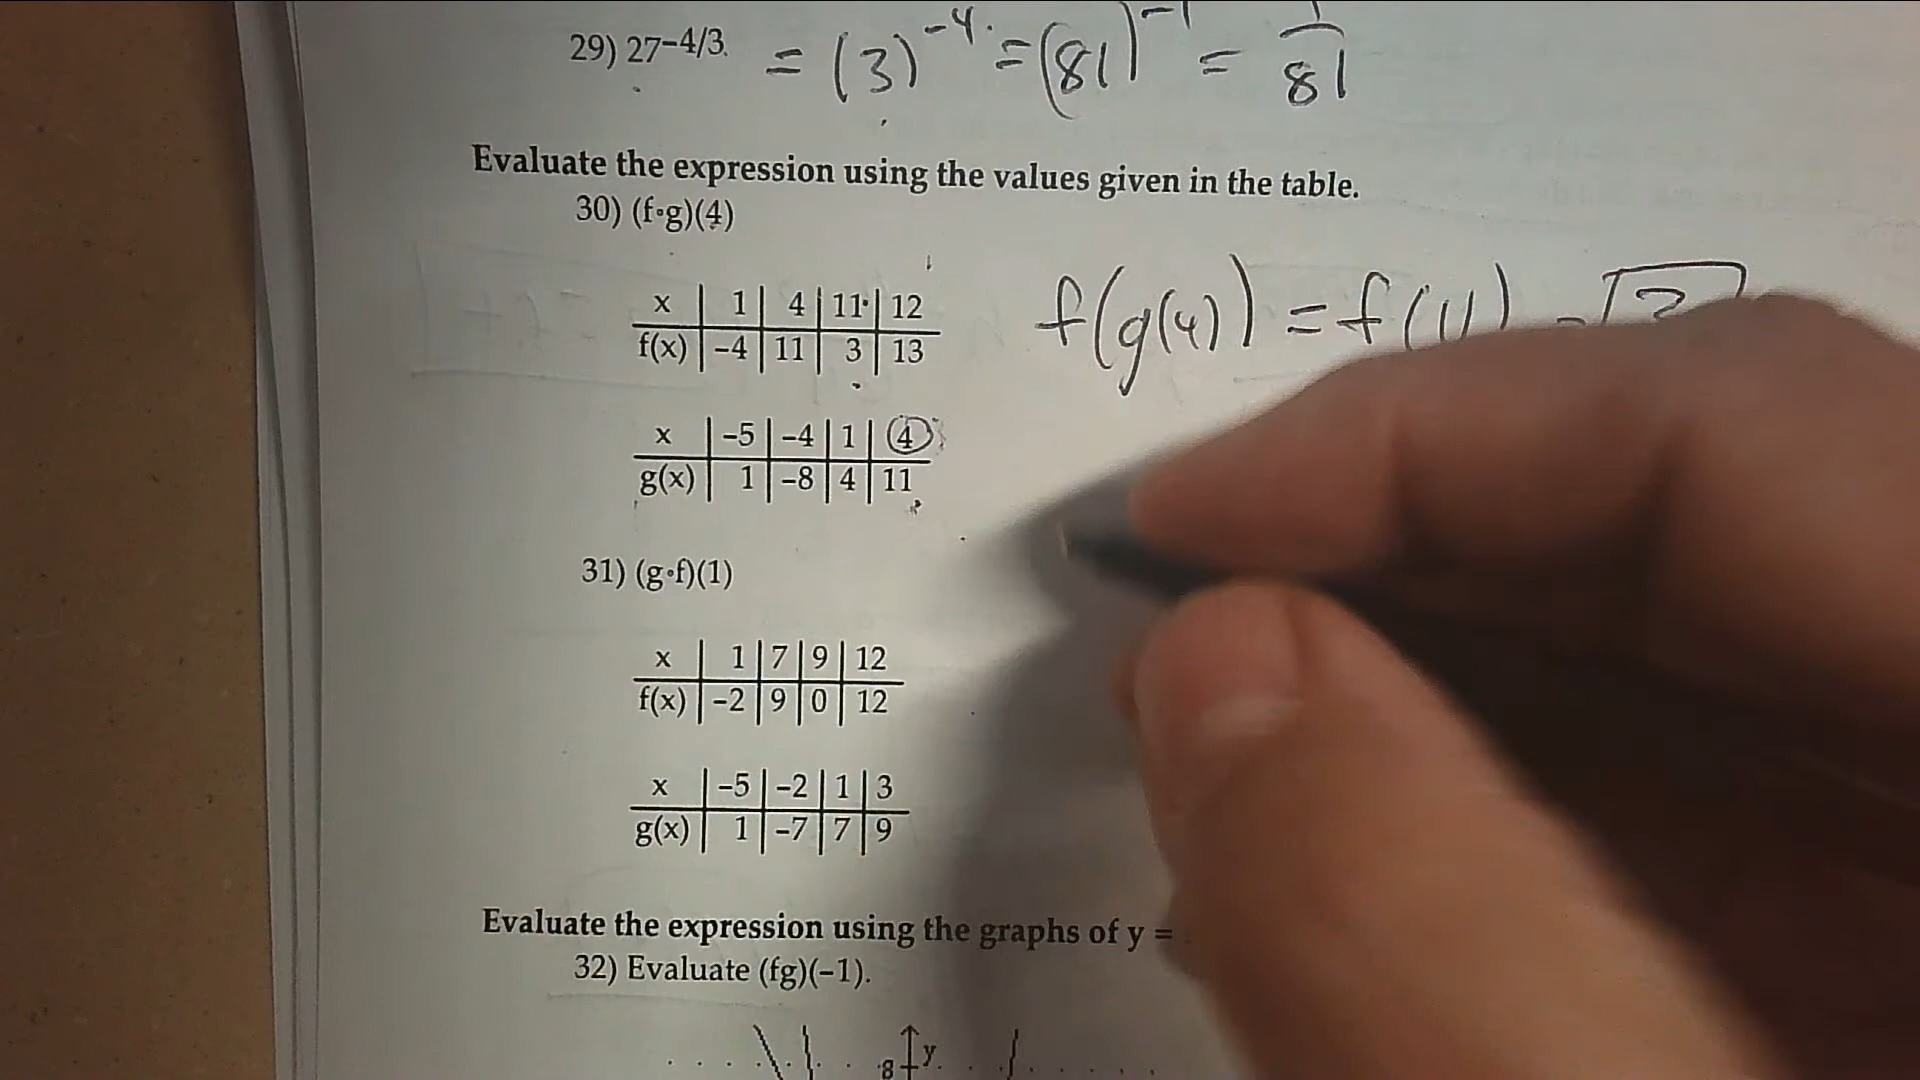 29) 27^−4/3. = (3)^-4 = (81)^-1 = 1/81
Evaluate the expression using the values given in the table.
30) (f∘g)(4)
x | 1 | 4 | 11 | 12
f(x) | −4 | 11 | 3 | 13
f(g(4)) = f(11) = 3
x | −5 | −4 | 1 | 4
g(x) | 1 | −8 | 4 | 11
31) (g∘f)(1)
x | 1 | 7 | 9 | 12
f(x) | −2 | 9 | 0 | 12
x | −5 | −2 | 1 | 3
g(x) | 1 | −7 | 7 | 9
Evaluate the expression using the graphs of y =
32) Evaluate (fg)(−1).
8 y